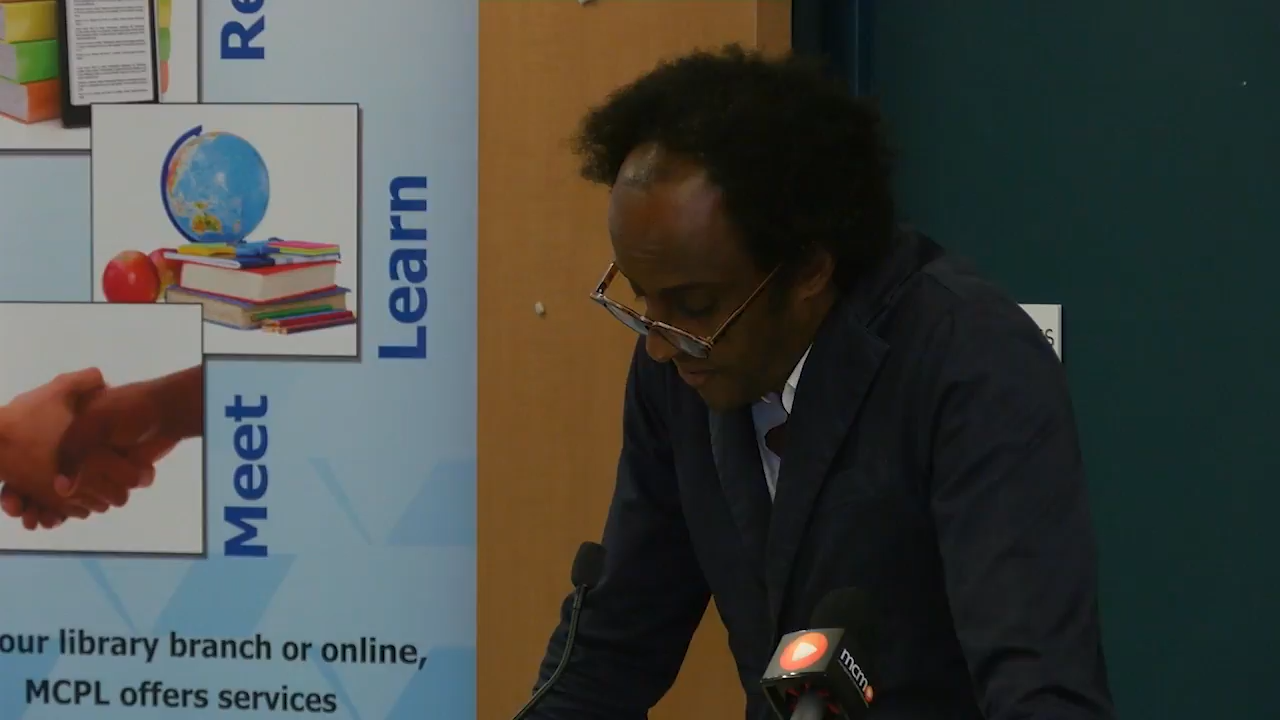 Re
Learn
Meet
our library branch or online,
MCPL offers services
mcm